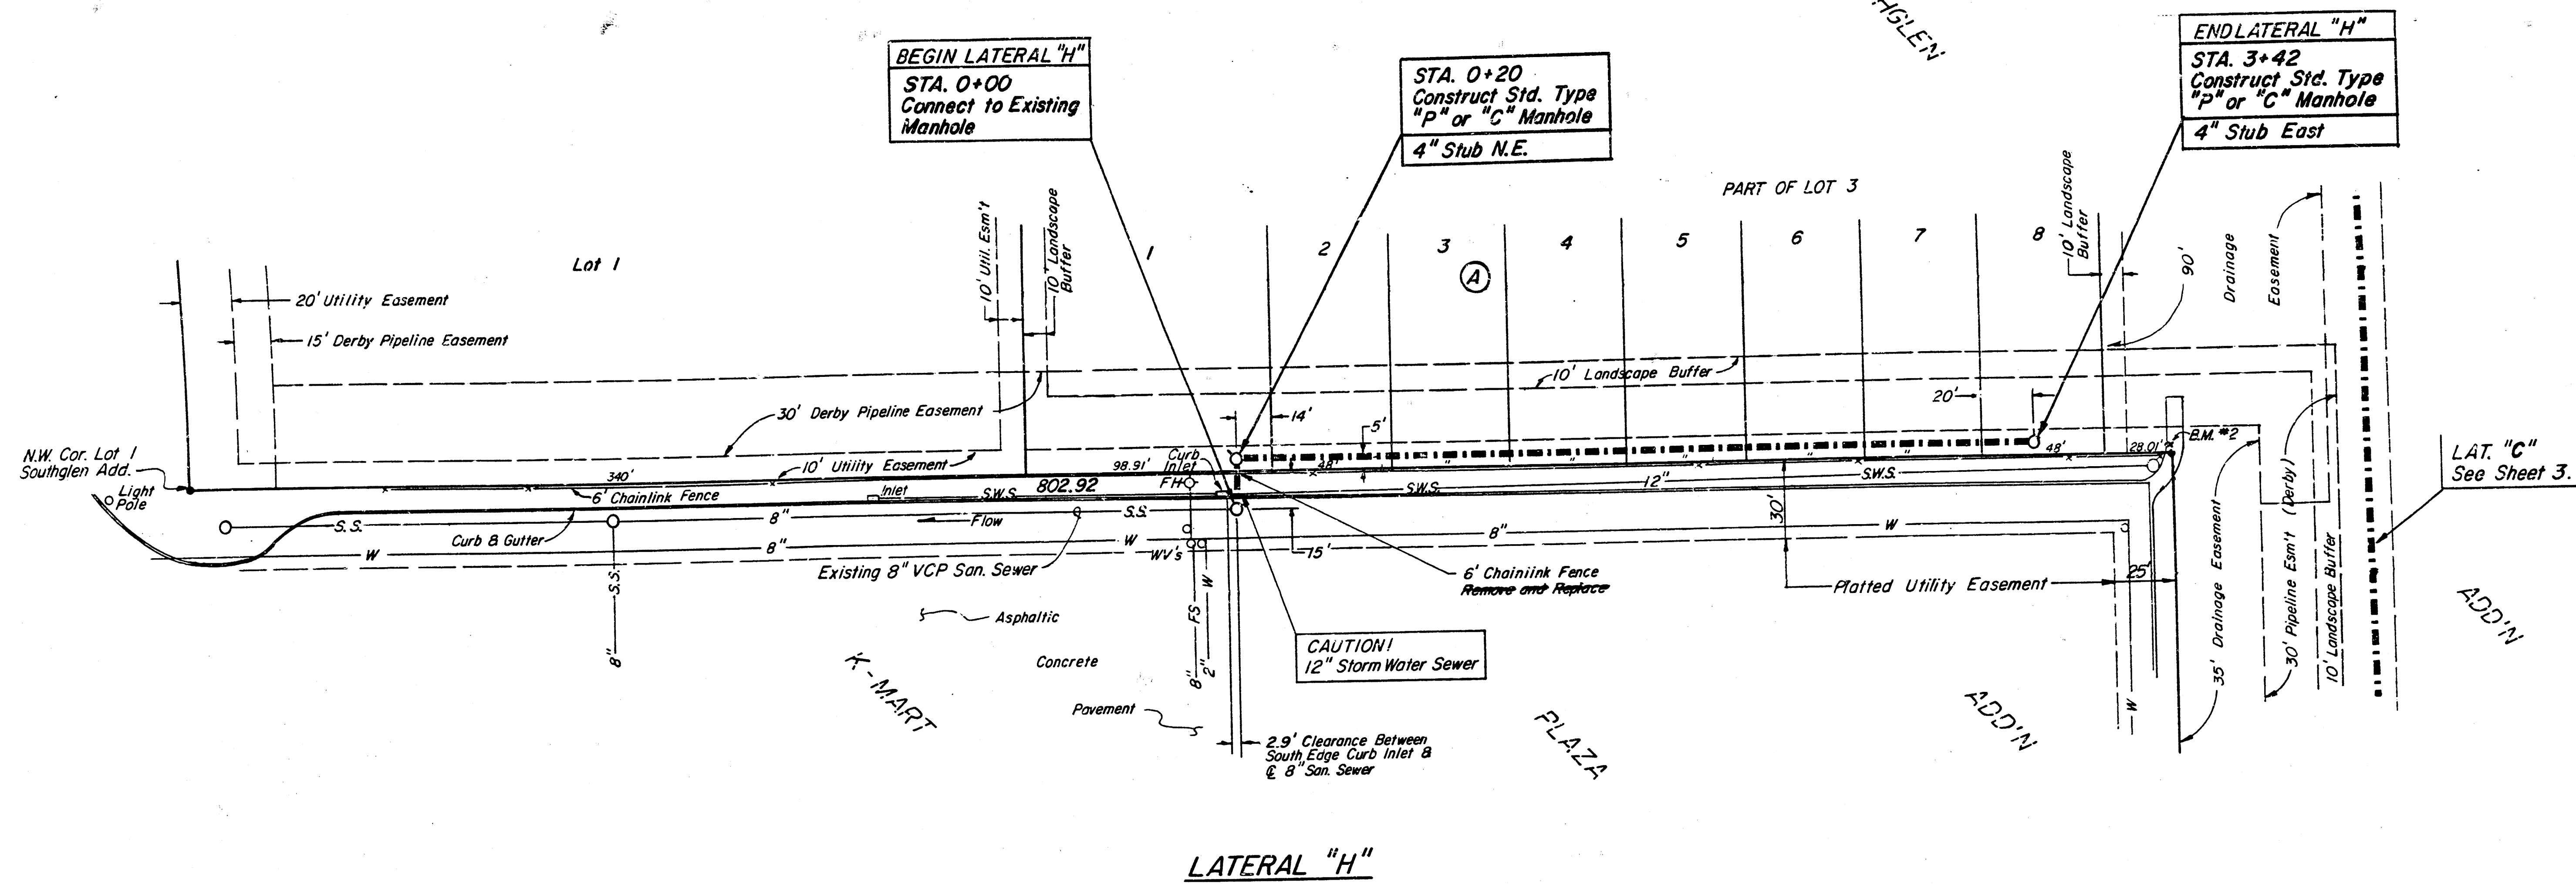 HGLEN
BEGIN LATERAL "H"
STA. 0+00
Connect to Existing
Manhole
STA. 0+20
Construct Std. Type
"P" or "C" Manhole
4" Stub N.E.
END LATERAL "H"
STA. 3+42
Construct Std. Type
"P" or "C" Manhole
4" Stub East
PART OF LOT 3
Lot 1
10' Util. Esm't
10' Landscape
Buffer
1
2
3
4
5
6
7
8
A
10' Landscape
Buffer
90'
Drainage
Easement
20' Utility Easement
15' Derby Pipeline Easement
30' Derby Pipeline Easement
10' Landscape Buffer
14'
5'
20'
N.W. Cor. Lot 1
Southglen Add.
Light
Pole
340'
10' Utility Easement
6' Chainlink Fence
98.91'
Curb
Inlet
FH
802.92
Inlet
S.W.S.
48'
"
"
"
"
"
48'
28.01'
B.M. #2
S.W.S.
12"
S.W.S.
S.S.
8"
Flow
S.S.
Curb & Gutter
W
8"
W
WV's
8"
W
15'
30'
Existing 8" VCP San. Sewer
8"
S.S.
8"
FS
2"
W
6' Chainlink Fence
Remove and Replace
Platted Utility Easement
25'
W
35' Drainage Easement
30' Pipeline Esm't (Derby)
10' Landscape Buffer
LAT. "C"
See Sheet 3.
Asphaltic
Concrete
Pavement
CAUTION!
12" Storm Water Sewer
2.9' Clearance Between
South Edge Curb Inlet &
℄ 8" San. Sewer
K-MART
PLAZA
ADD'N
ADD'N
LATERAL "H"